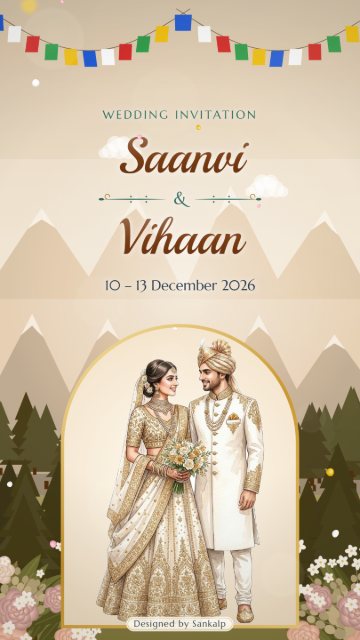 WEDDING INVITATION
Saanvi
&
Vihaan
10 – 13 December 2026
Designed by Sankalp